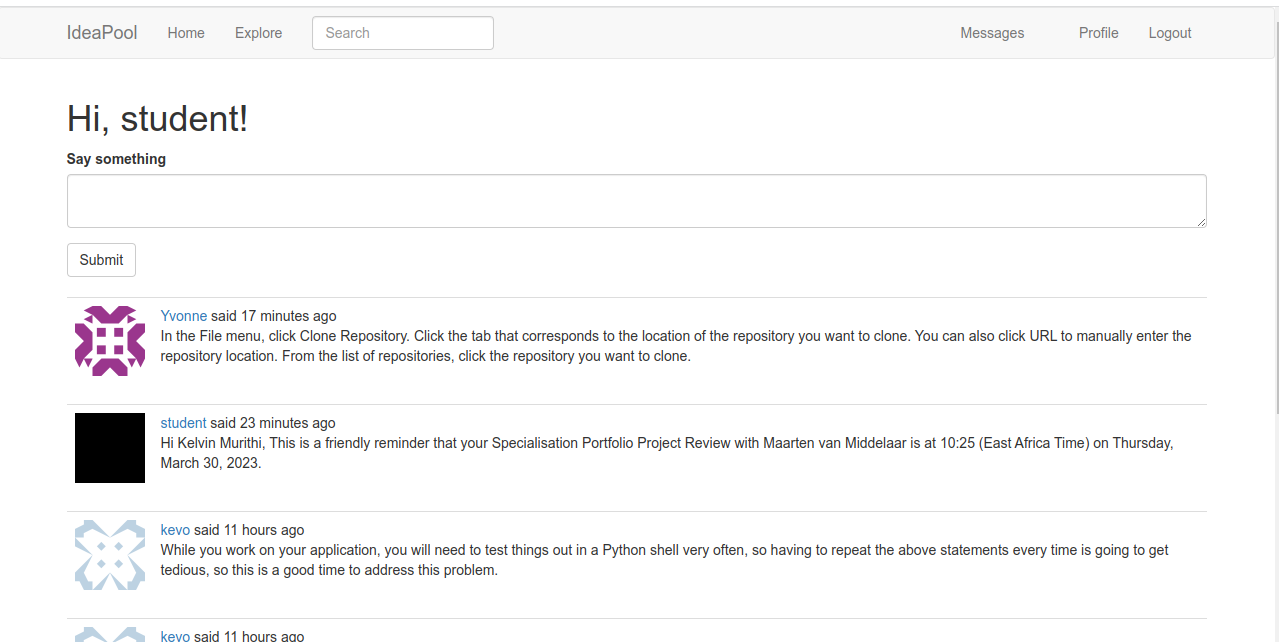 IdeaPool Home Explore Search Messages Profile Logout
Hi, student!
Say something
Submit
Yvonne said 17 minutes ago
In the File menu, click Clone Repository. Click the tab that corresponds to the location of the repository you want to clone. You can also click URL to manually enter the
repository location. From the list of repositories, click the repository you want to clone.
student said 23 minutes ago
Hi Kelvin Murithi, This is a friendly reminder that your Specialisation Portfolio Project Review with Maarten van Middelaar is at 10:25 (East Africa Time) on Thursday,
March 30, 2023.
kevo said 11 hours ago
While you work on your application, you will need to test things out in a Python shell very often, so having to repeat the above statements every time is going to get
tedious, so this is a good time to address this problem.
kevo said 11 hours ago